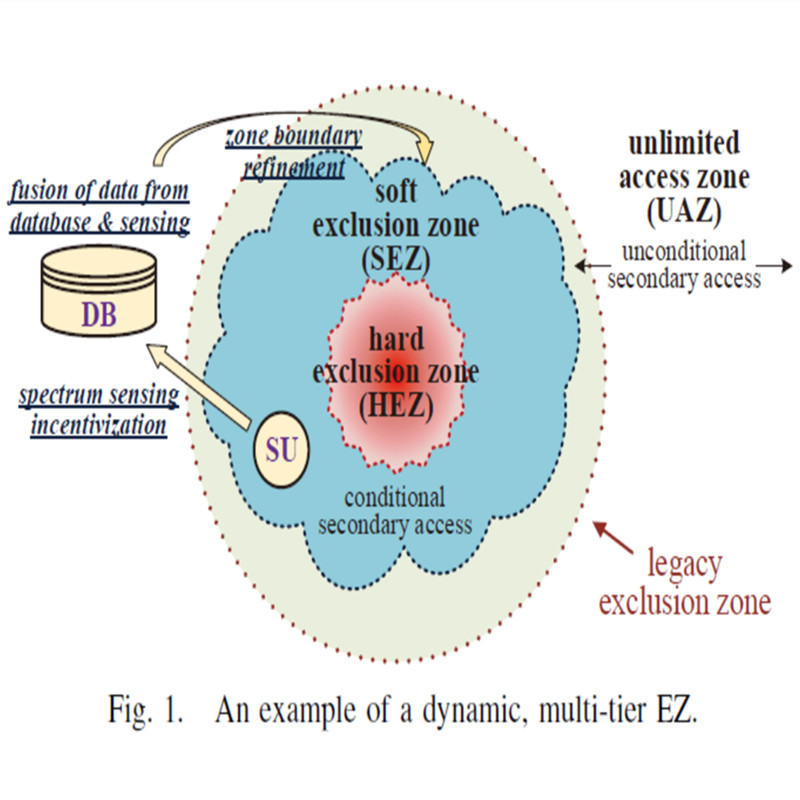 zone boundary
refinement
fusion of data from
database & sensing
DB
spectrum sensing
incentivization
SU
soft
exclusion zone
(SEZ)
hard
exclusion zone
(HEZ)
conditional
secondary access
unlimited
access zone
(UAZ)
unconditional
secondary access
legacy
exclusion zone
Fig. 1. An example of a dynamic, multi-tier EZ.